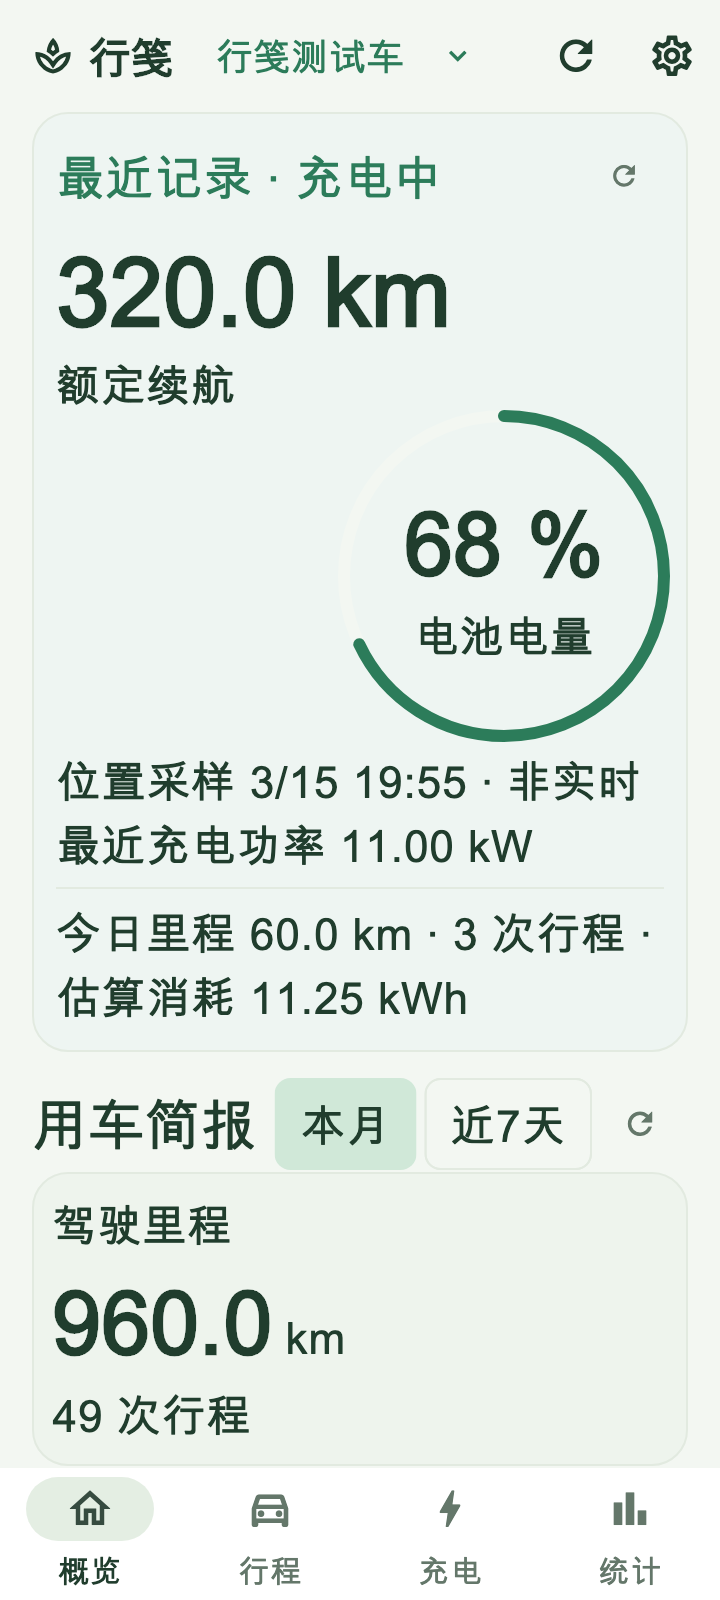 行笺 行笺测试车
最近记录 · 充电中
320.0 km
额定续航
68 %
电池电量
位置采样 3/15 19:55 · 非实时
最近充电功率 11.00 kW
今日里程 60.0 km · 3 次行程 ·
估算消耗 11.25 kWh
用车简报 本月 近7天
驾驶里程
960.0 km
49 次行程
概览 行程 充电 统计